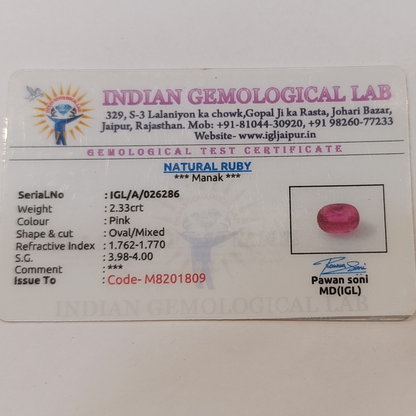 INDIAN GEMOLOGICAL LAB
329, S-3 Lalaniyon ka chowk,Gopal Ji ka Rasta, Johari Bazar,
Jaipur, Rajasthan. Mob: +91-81044-30920, +91 98260-77233
Website- www.igljaipur.in
GEMOLOGICAL TEST CERTIFICATE
NATURAL RUBY
*** Manak ***
Serial.No : IGL/A/026286
Weight : 2.33crt
Colour : Pink
Shape & cut : Oval/Mixed
Refractive Index : 1.762-1.770
S.G. : 3.98-4.00
Comment : ***
Issue To : Code- M8201809
Pawan Soni
Pawan soni
MD(IGL)
INDIAN GEMOLOGICAL LAB